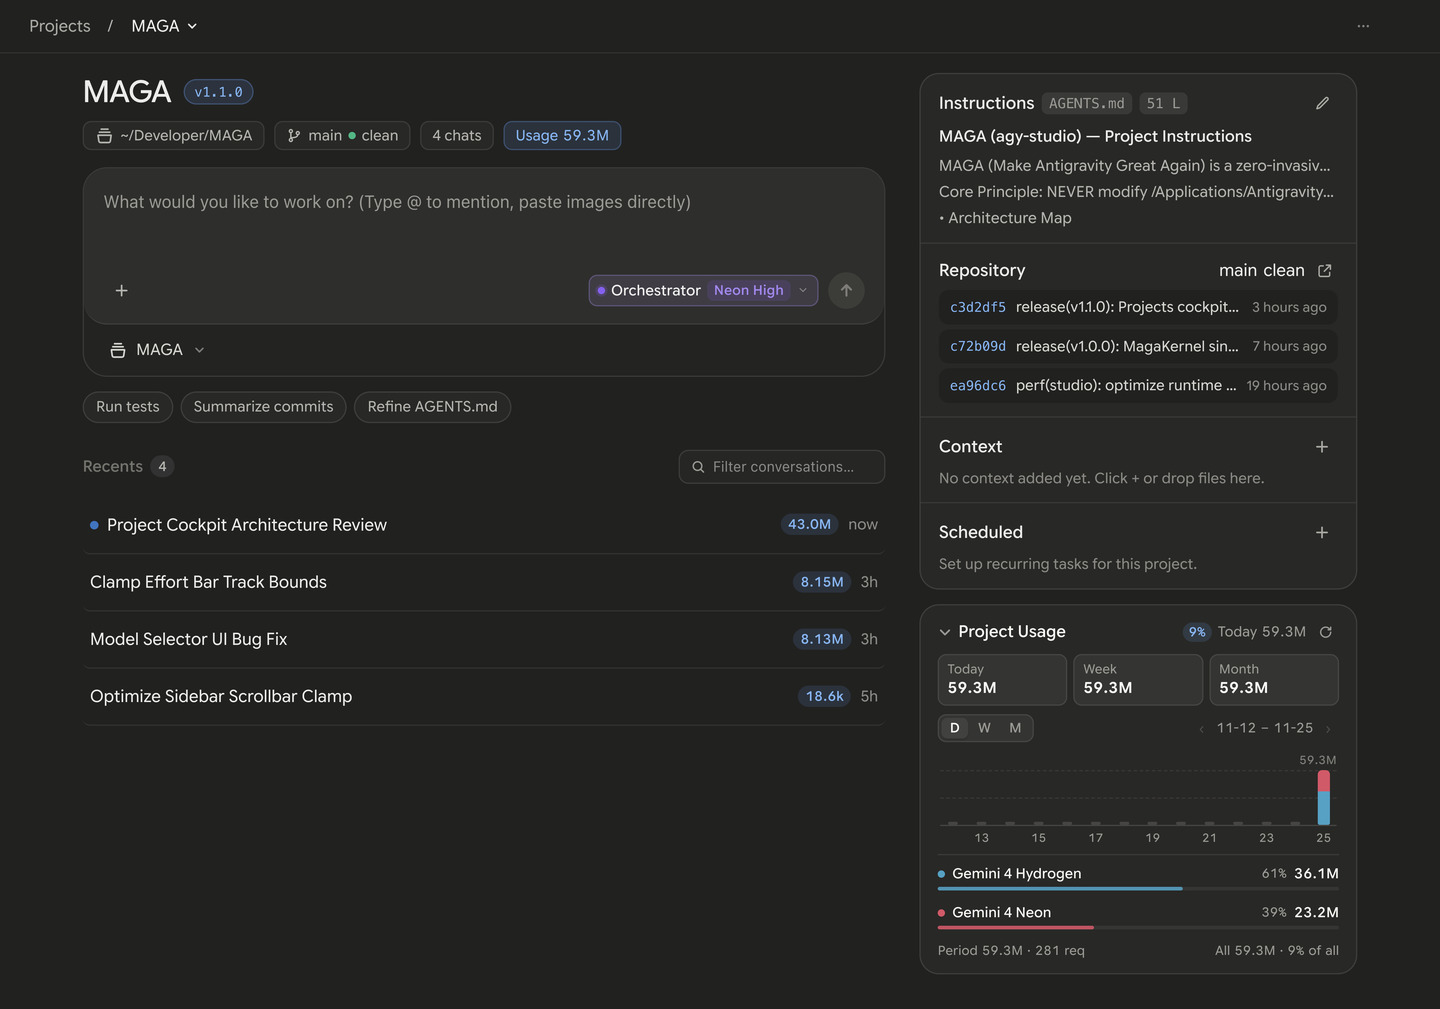 Projects / MAGA
MAGA v1.1.0
~/Developer/MAGA main clean 4 chats Usage 59.3M
What would you like to work on? (Type @ to mention, paste images directly)
Orchestrator Neon High
MAGA
Run tests Summarize commits Refine AGENTS.md
Recents 4 Filter conversations...
Project Cockpit Architecture Review 43.0M now
Clamp Effort Bar Track Bounds 8.15M 3h
Model Selector UI Bug Fix 8.13M 3h
Optimize Sidebar Scrollbar Clamp 18.6k 5h
Instructions AGENTS.md 51 L
MAGA (agy-studio) — Project Instructions
MAGA (Make Antigravity Great Again) is a zero-invasiv...
Core Principle: NEVER modify /Applications/Antigravity...
• Architecture Map
Repository main clean
c3d2df5 release(v1.1.0): Projects cockpit... 3 hours ago
c72b09d release(v1.0.0): MagaKernel sin... 7 hours ago
ea96dc6 perf(studio): optimize runtime ... 19 hours ago
Context
No context added yet. Click + or drop files here.
Scheduled
Set up recurring tasks for this project.
Project Usage 9% Today 59.3M
Today Week Month
59.3M 59.3M 59.3M
D W M 11-12 – 11-25
59.3M
13 15 17 19 21 23 25
Gemini 4 Hydrogen 61% 36.1M
Gemini 4 Neon 39% 23.2M
Period 59.3M · 281 req All 59.3M · 9% of all